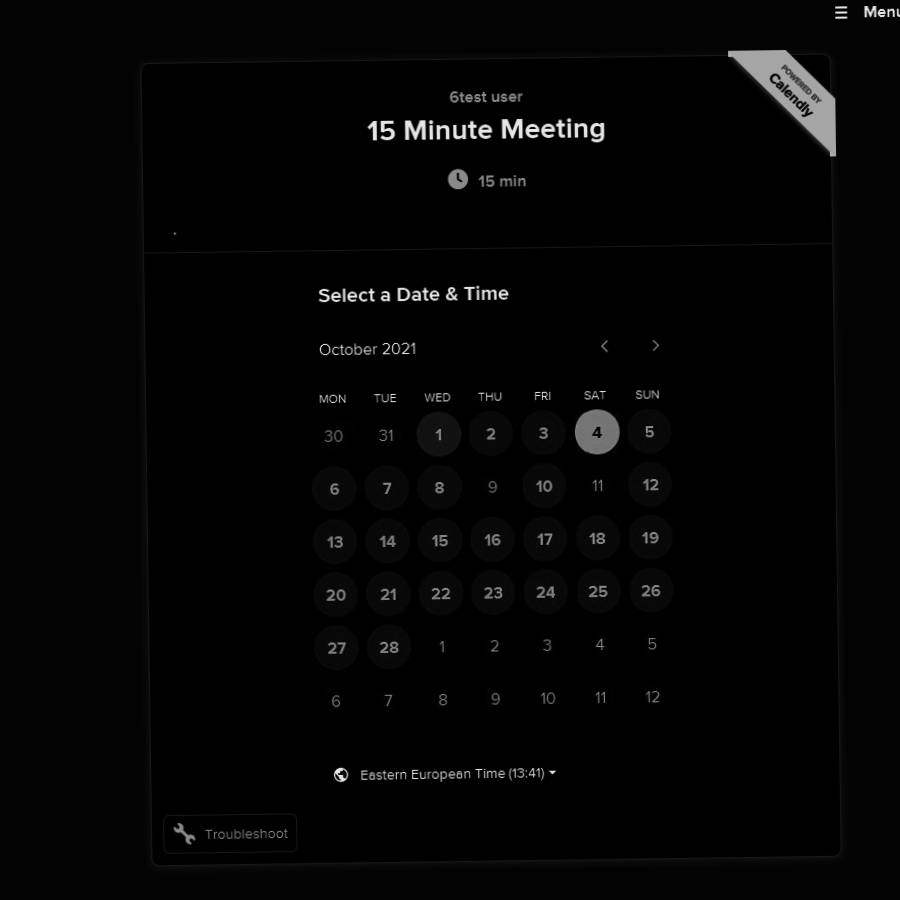 ☰ Menu
POWERED BY
Calendly
6test user
15 Minute Meeting
15 min
Select a Date & Time
October 2021
MON TUE WED THU FRI SAT SUN
30 31 1 2 3 4 5
6 7 8 9 10 11 12
13 14 15 16 17 18 19
20 21 22 23 24 25 26
27 28 1 2 3 4 5
6 7 8 9 10 11 12
Eastern European Time (13:41)
Troubleshoot